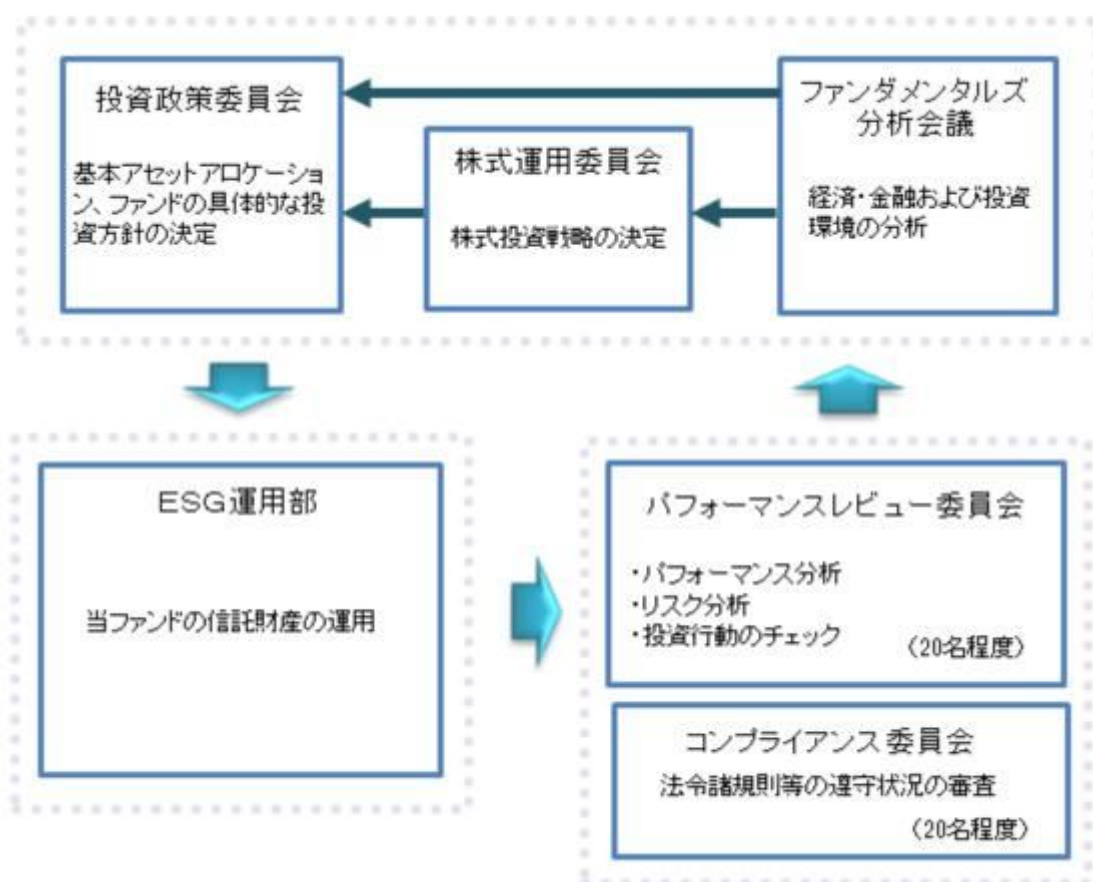 投資政策委員会
基本アセットアロケーショ
ン、ファンドの具体的な投
資方針の決定
株式運用委員会
株式投資戦略の決定
ファンダメンタルズ
分析会議
経済・金融および投資
環境の分析
ESG運用部
当ファンドの信託財産の運用
パフォーマンスレビュー委員会
・パフォーマンス分析
・リスク分析
・投資行動のチェック
（20名程度）
コンプライアンス委員会
法令諸規則等の遵守状況の審査
（20名程度）